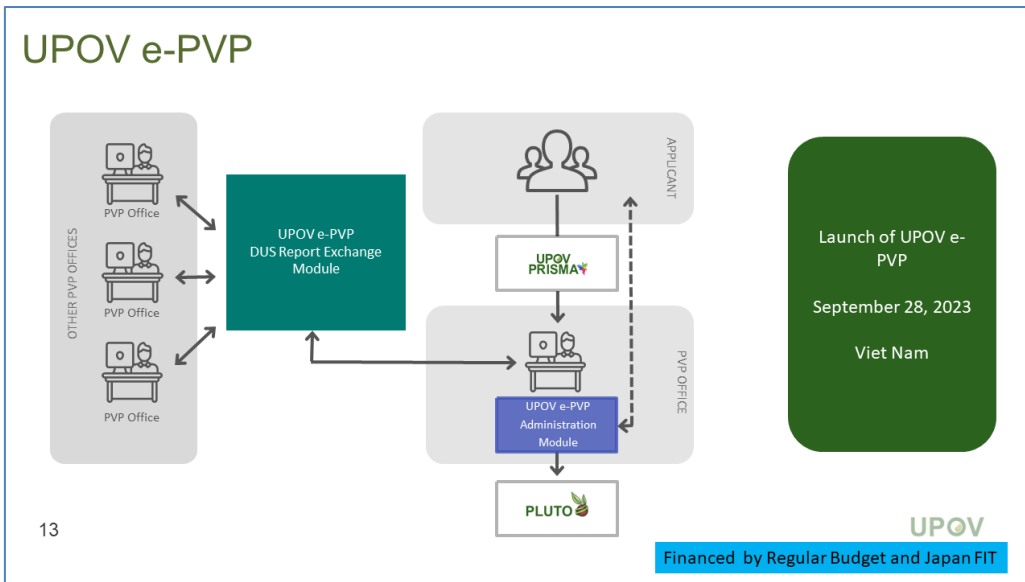 UPOV e-PVP
OTHER PVP OFFICES
PVP Office
PVP Office
PVP Office
UPOV e-PVP
DUS Report Exchange
Module
APPLICANT
UPOV
PRISMA
PVP OFFICE
UPOV e-PVP
Administration
Module
PLUTO
Launch of UPOV e-
PVP
September 28, 2023
Viet Nam
13
UPOV
Financed by Regular Budget and Japan FIT